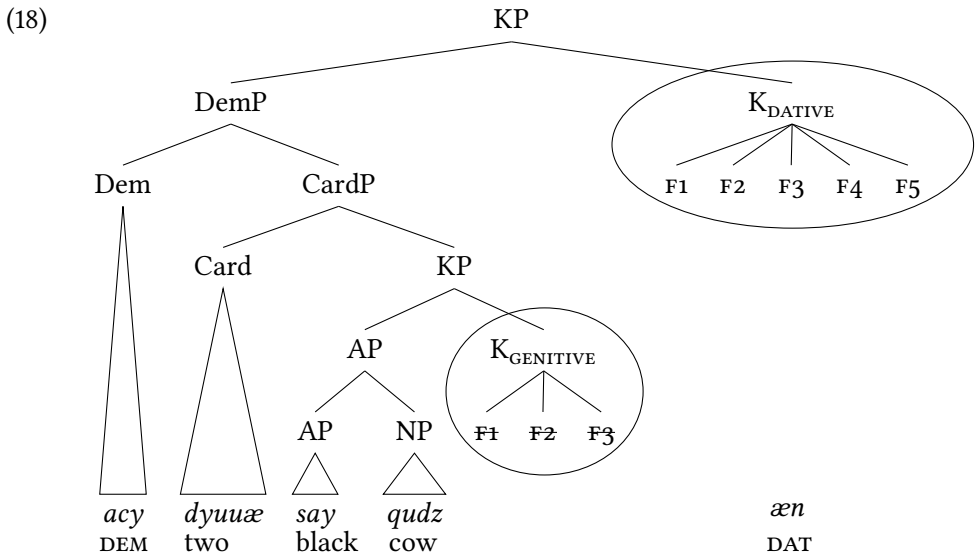 (18) KP
DemP K_DATIVE
Dem CardP F1 F2 F3 F4 F5
Card KP
AP K_GENITIVE
AP NP F1 F2 F3
acy dyuuæ say qudz æn
DEM two black cow DAT